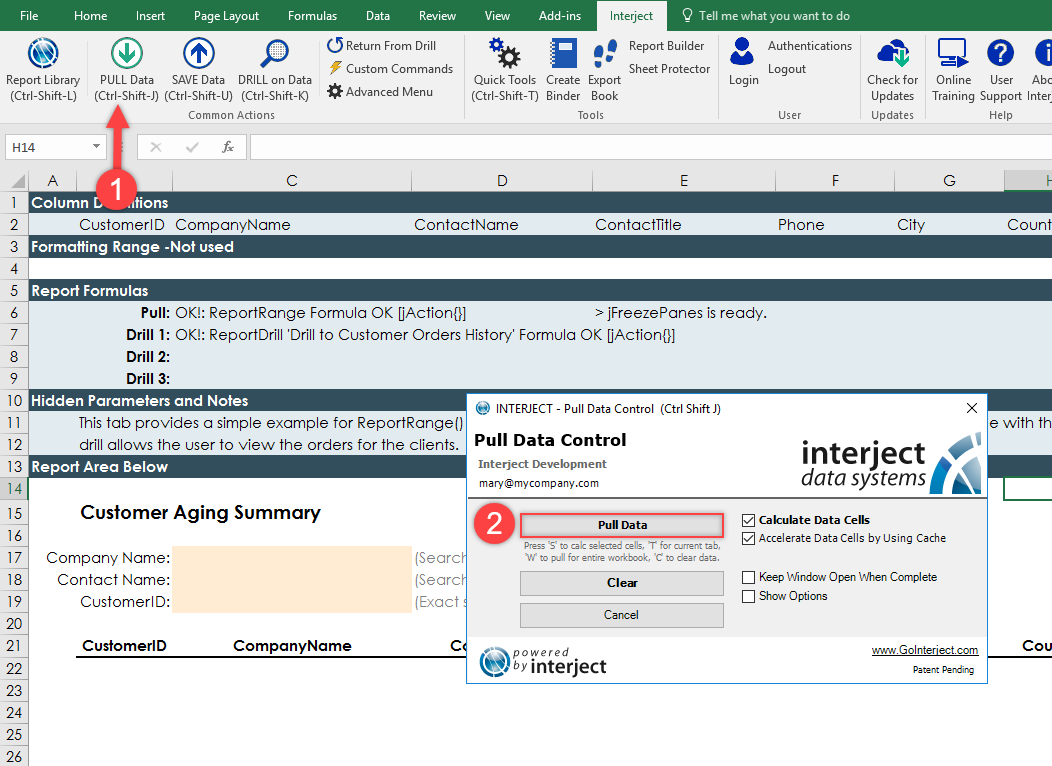 File Home Insert Page Layout Formulas Data Review View Add-ins Interject Tell me what you want to do
Report Library (Ctrl-Shift-L)
PULL Data (Ctrl-Shift-J)
SAVE Data (Ctrl-Shift-U)
DRILL on Data (Ctrl-Shift-K)
Return From Drill
Custom Commands
Advanced Menu
Common Actions
Quick Tools (Ctrl-Shift-T)
Create Binder
Export Book
Report Builder
Sheet Protector
Tools
Login
Authentications
Logout
User
Check for Updates
Updates
Online Training
User Support
Help
H14 fx
1
A C D E F G
1 Column D
2 CustomerID CompanyName ContactName ContactTitle Phone City Count
3 Formatting Range -Not used
4
5 Report Formulas
6 Pull: OK!: ReportRange Formula OK [jAction{}] > jFreezePanes is ready.
7 Drill 1: OK!: ReportDrill 'Drill to Customer Orders History' Formula OK [jAction{}]
8 Drill 2:
9 Drill 3:
10 Hidden Parameters and Notes
11 This tab provides a simple example for ReportRange() e with th
12 drill allows the user to view the orders for the clients.
13 Report Area Below
14
15 Customer Aging Summary
16
17 Company Name: (Search
18 Contact Name: (Search
19 CustomerID: (Exact s
20
21 CustomerID CompanyName Co Cou
22
23
24
25
26
INTERJECT - Pull Data Control (Ctrl Shift J)
Pull Data Control
Interject Development
mary@mycompany.com
interject
data systems
2
Pull Data
Press 'S' to calc selected cells, 'T' for current tab,
'W' to pull for entire workbook, 'C' to clear data.
Clear
Cancel
Calculate Data Cells
Accelerate Data Cells by Using Cache
Keep Window Open When Complete
Show Options
powered
by interject
www.GoInterject.com
Patent Pending